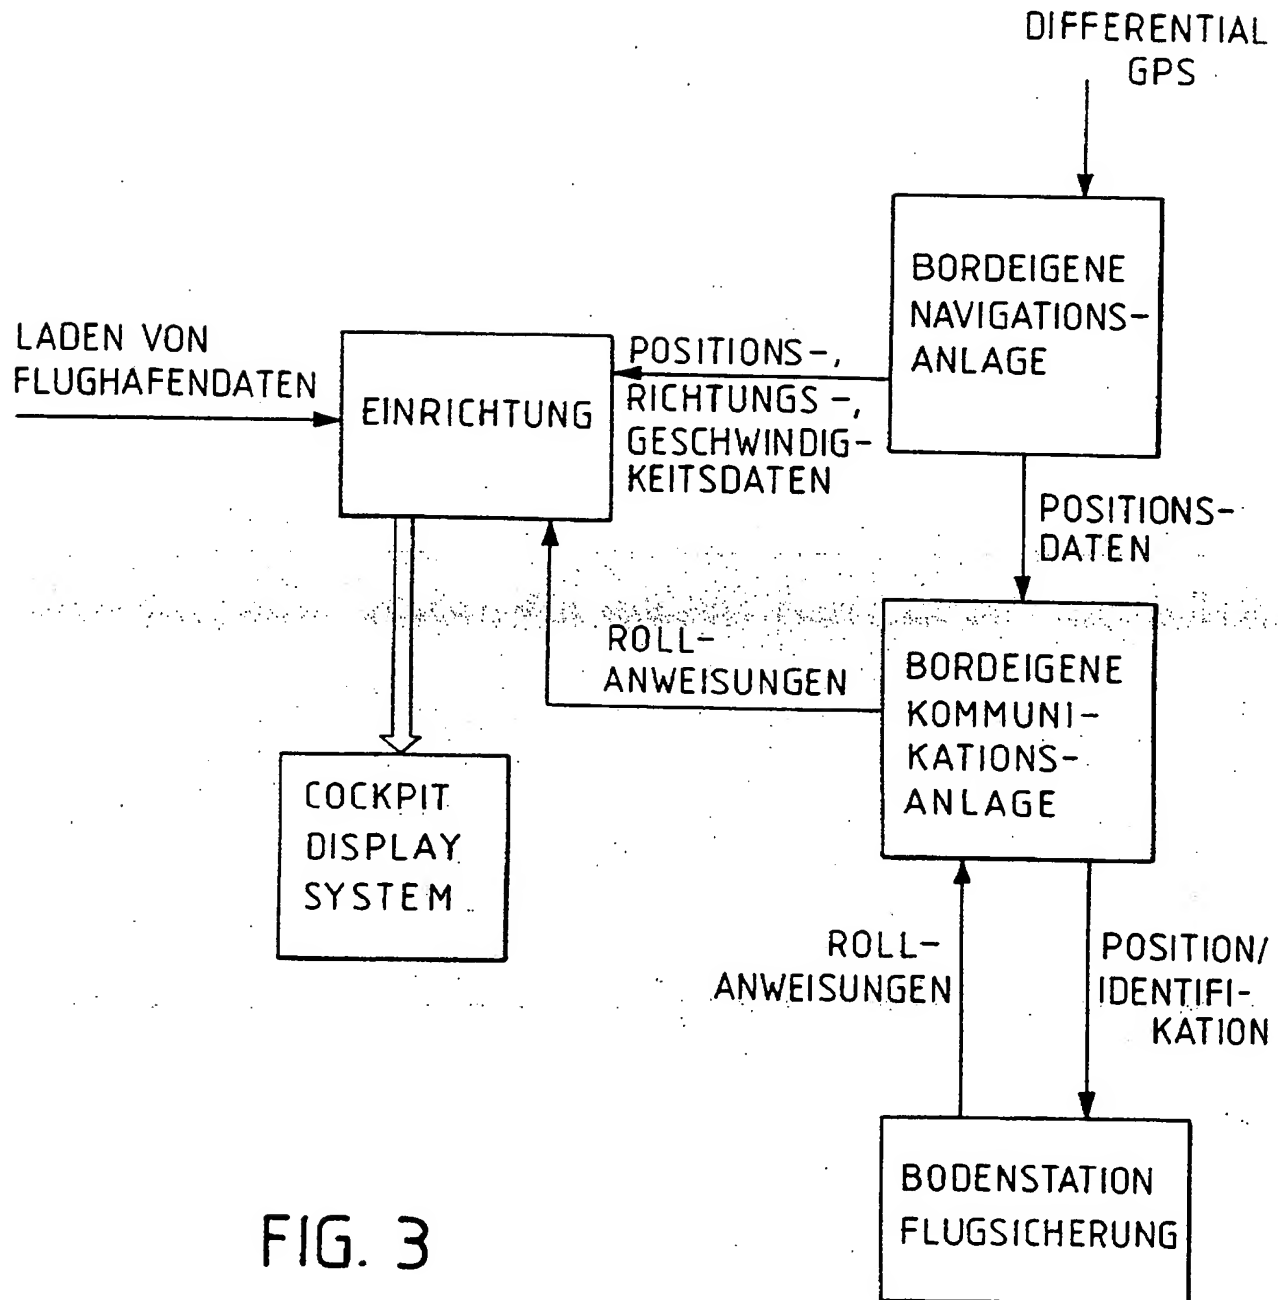 DIFFERENTIAL
GPS
BORDEIGENE
NAVIGATIONS-
ANLAGE
LADEN VON
FLUGHAFENDATEN
EINRICHTUNG
POSITIONS-,
RICHTUNGS-,
GESCHWINDIG-
KEITSDATEN
POSITIONS-
DATEN
ROLL-
ANWEISUNGEN
BORDEIGENE
KOMMUNI-
KATIONS-
ANLAGE
COCKPIT
DISPLAY
SYSTEM
ROLL-
ANWEISUNGEN
POSITION/
IDENTIFI-
KATION
BODENSTATION
FLUGSICHERUNG
FIG. 3